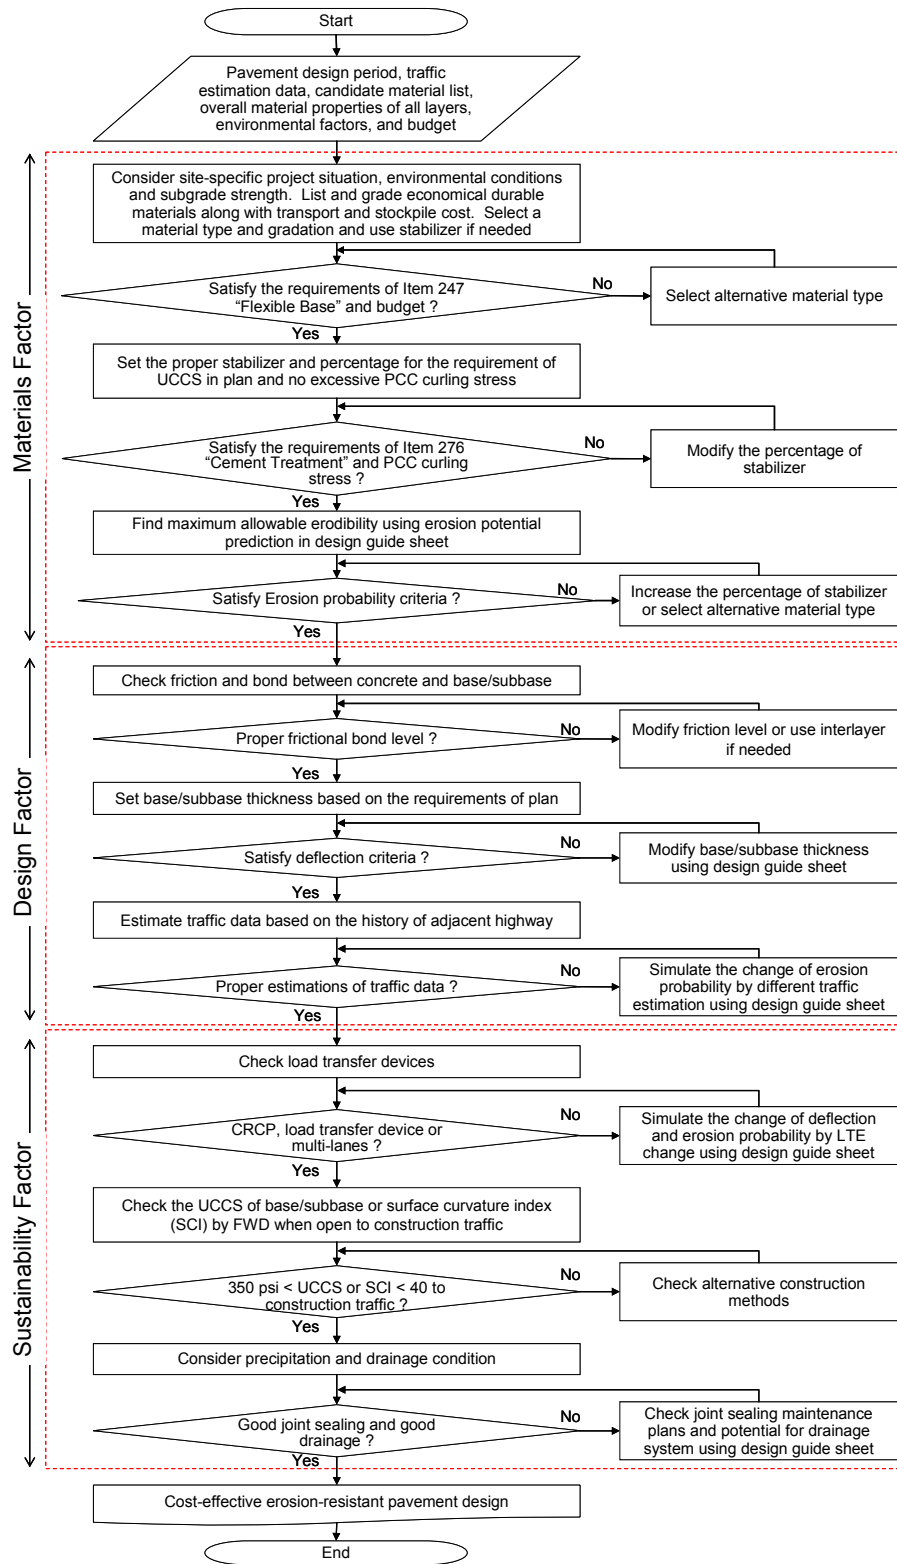 Start
Pavement design period, traffic
estimation data, candidate material list,
overall material properties of all layers,
environmental factors, and budget
Materials Factor
Consider site-specific project situation, environmental conditions
and subgrade strength.  List and grade economical durable
materials along with transport and stockpile cost.  Select a
material type and gradation and use stabilizer if needed
Satisfy the requirements of Item 247
“Flexible Base” and budget ?
No
Select alternative material type
Yes
Set the proper stabilizer and percentage for the requirement of
UCCS in plan and no excessive PCC curling stress
Satisfy the requirements of Item 276
“Cement Treatment” and PCC curling
stress ?
No
Modify the percentage of
stabilizer
Yes
Find maximum allowable erodibility using erosion potential
prediction in design guide sheet
Satisfy Erosion probability criteria ?
No
Increase the percentage of stabilizer
or select alternative material type
Yes
Design Factor
Check friction and bond between concrete and base/subbase
Proper frictional bond level ?
No
Modify friction level or use interlayer
if needed
Yes
Set base/subbase thickness based on the requirements of plan
Satisfy deflection criteria ?
No
Modify base/subbase thickness
using design guide sheet
Yes
Estimate traffic data based on the history of adjacent highway
Proper estimations of traffic data ?
No
Simulate the change of erosion
probability by different traffic
estimation using design guide sheet
Yes
Sustainability Factor
Check load transfer devices
CRCP, load transfer device or
multi-lanes ?
No
Simulate the change of deflection
and erosion probability by LTE
change using design guide sheet
Yes
Check the UCCS of base/subbase or surface curvature index
(SCI) by FWD when open to construction traffic
350 psi < UCCS or SCI < 40 to
construction traffic ?
No
Check alternative construction
methods
Yes
Consider precipitation and drainage condition
Good joint sealing and good
drainage ?
No
Check joint sealing maintenance
plans and potential for drainage
system using design guide sheet
Yes
Cost-effective erosion-resistant pavement design
End